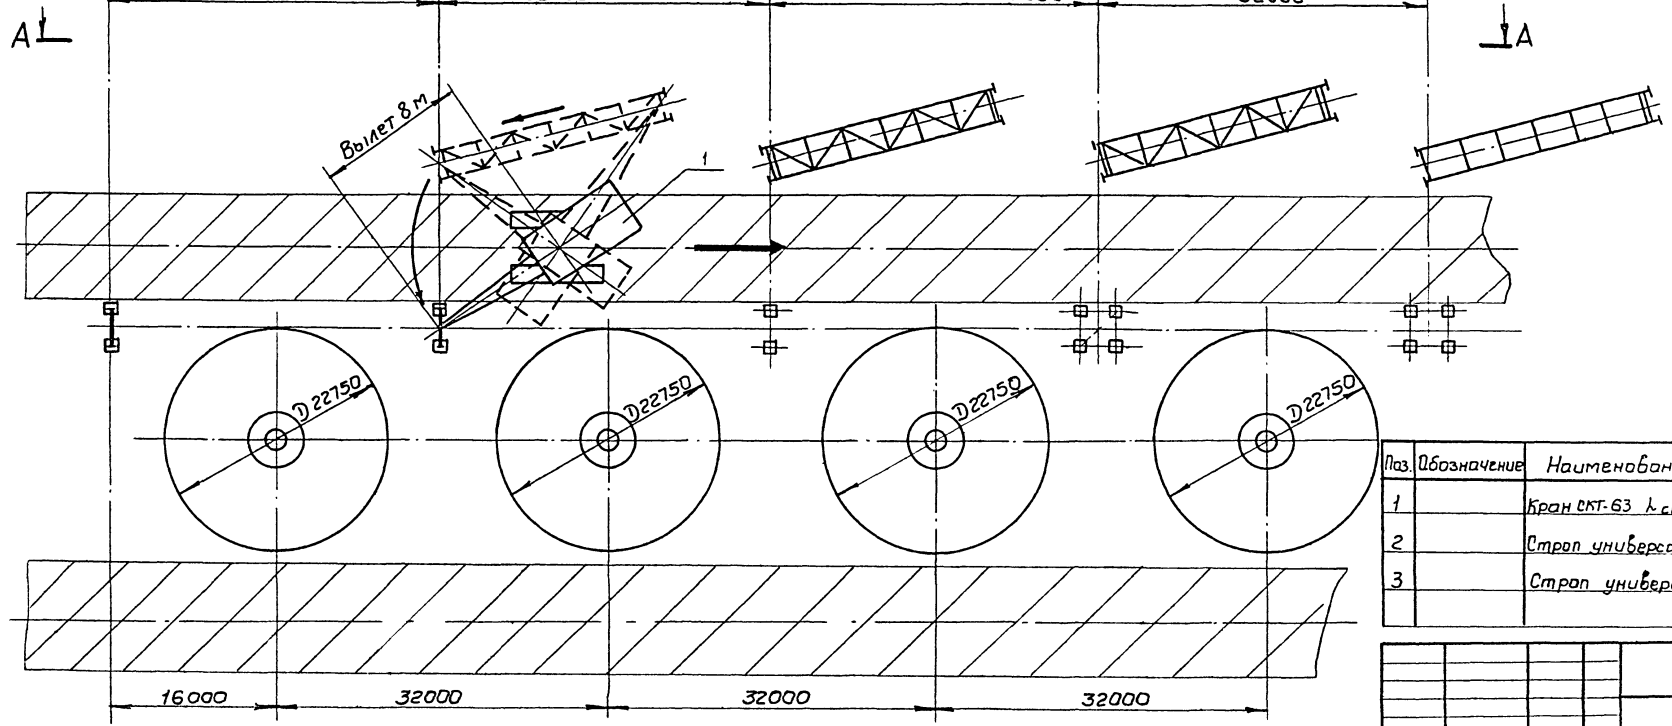 А
А
Вылет 8 м
1
D 22750
D 22750
D 22750
D 22750
Поз. Обозначение Наименован
1 Кран СКТ-63
2 Строп универса
3 Строп универ
16000 32000 32000 32000